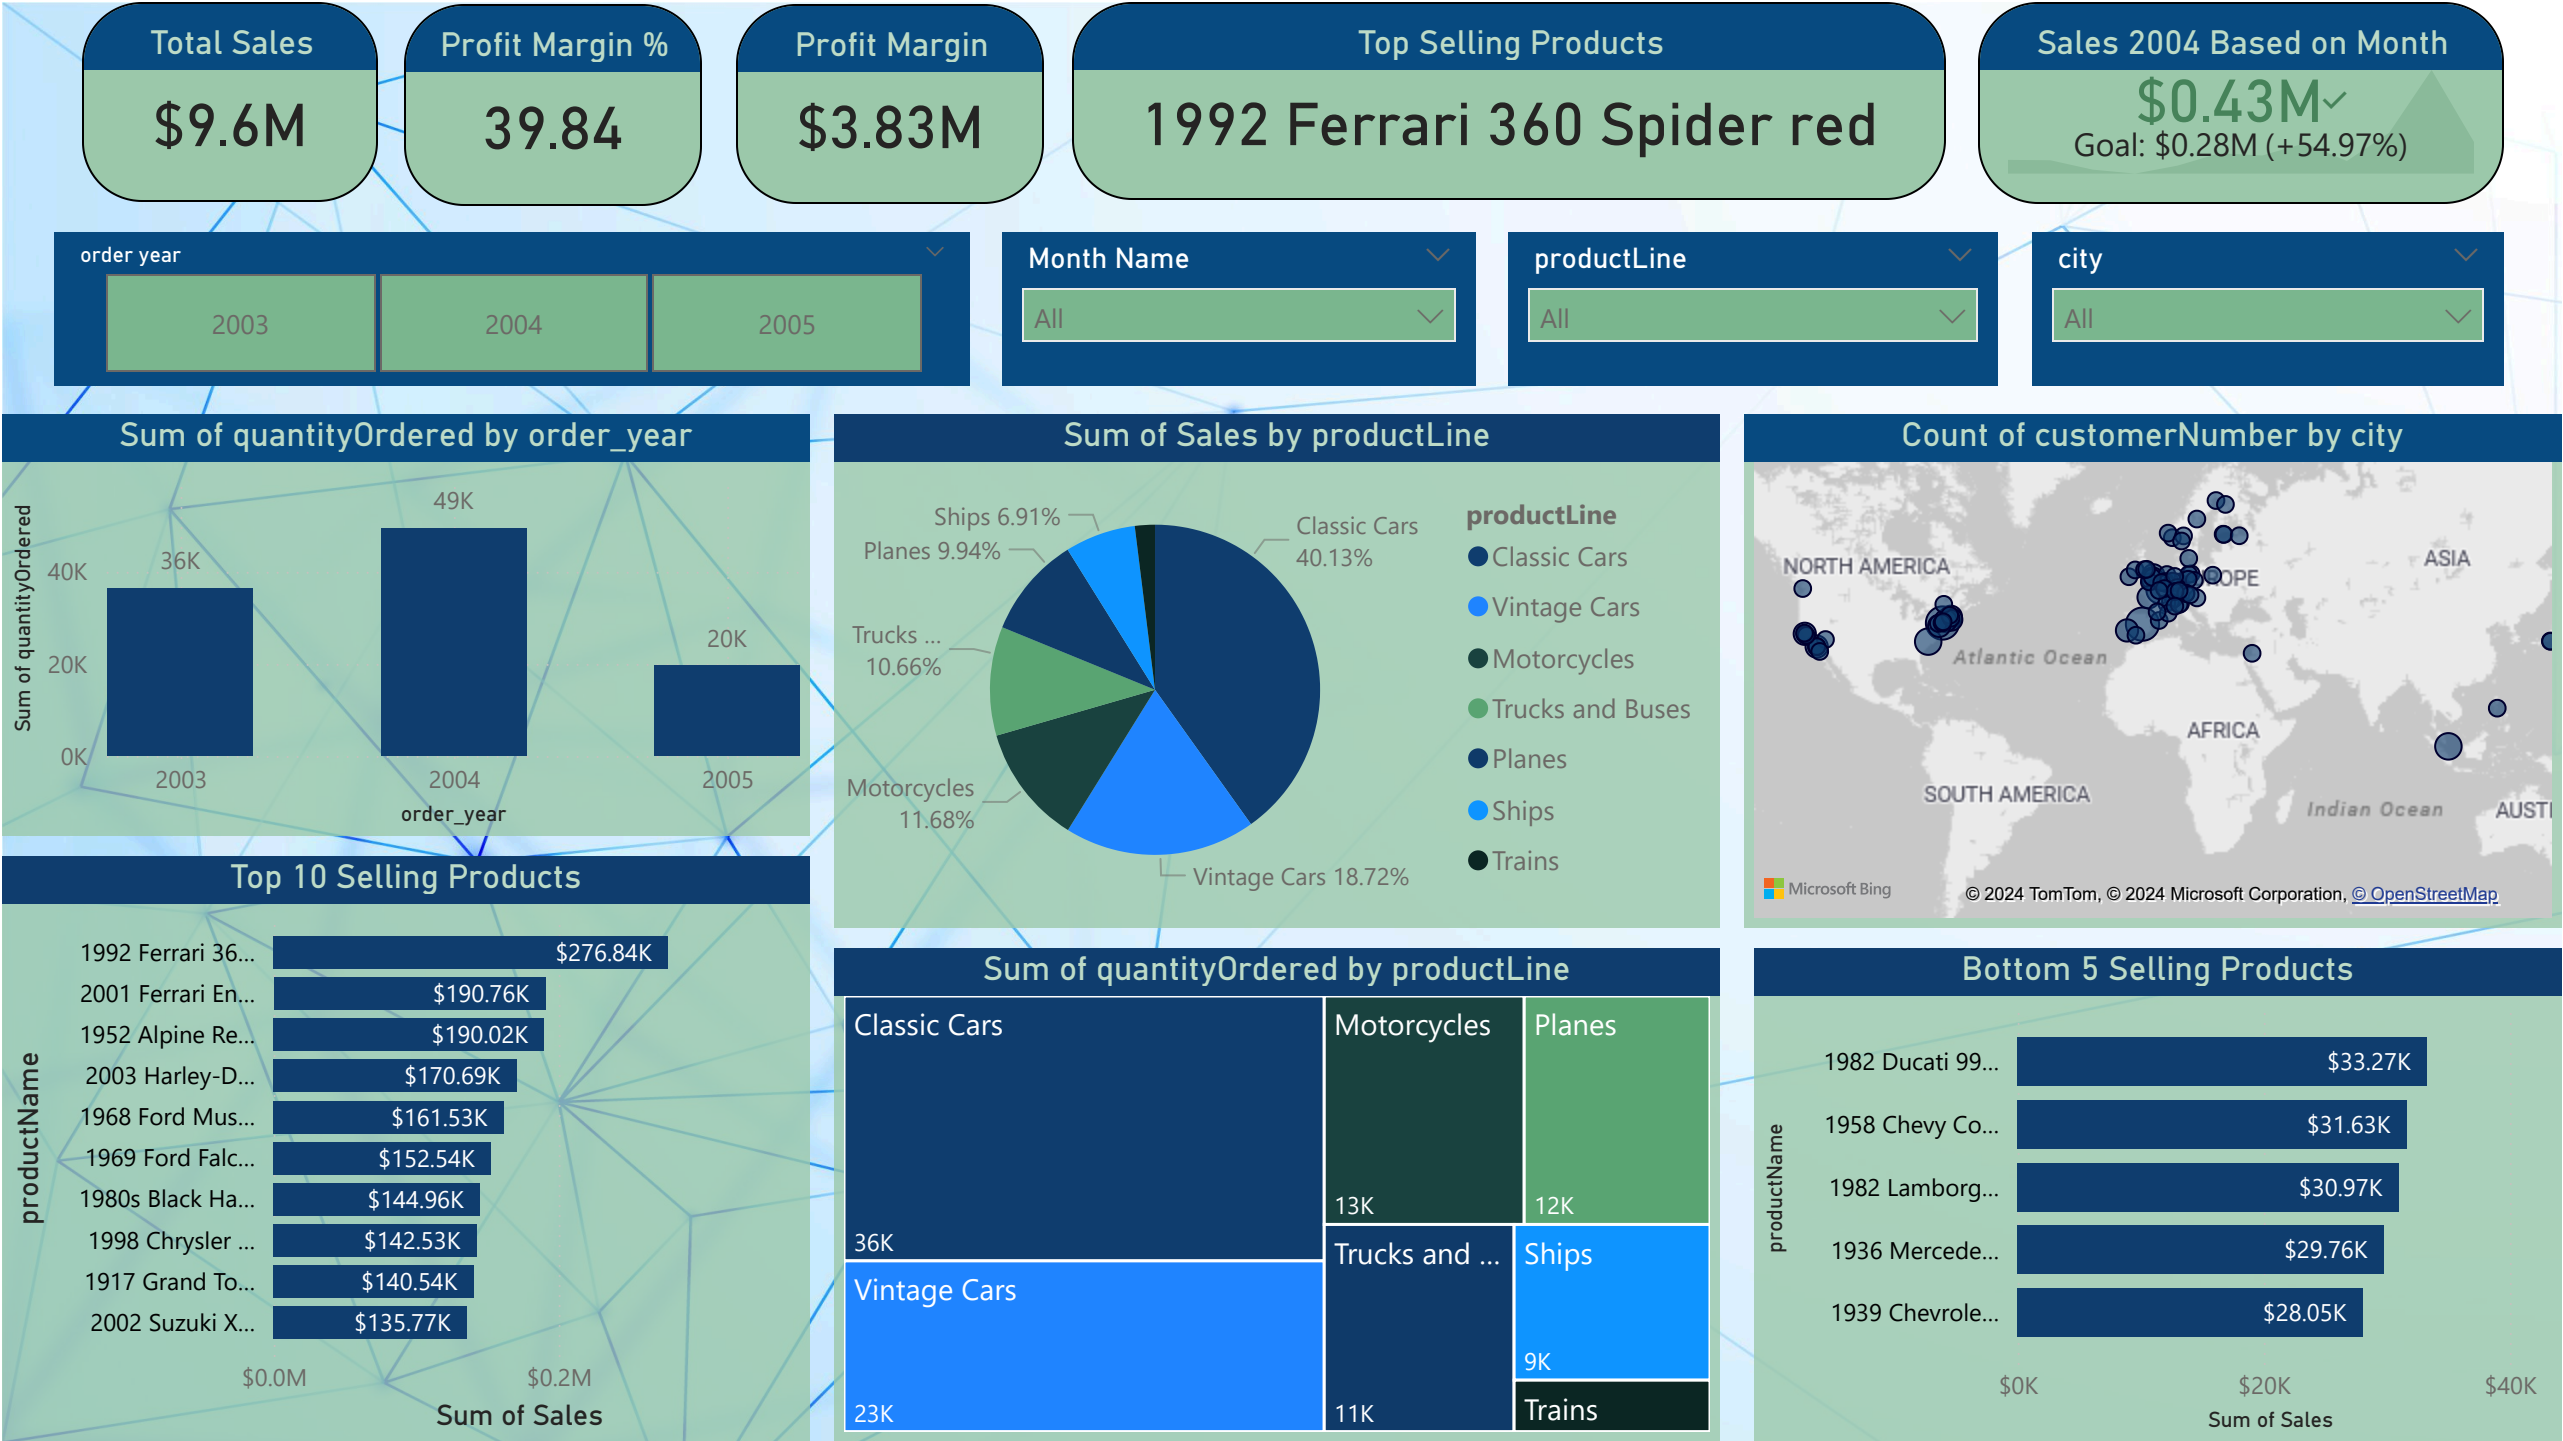 Total Sales
$9.6M
Profit Margin %
39.84
Profit Margin
$3.83M
Top Selling Products
1992 Ferrari 360 Spider red
Sales 2004 Based on Month
$0.43M
Goal: $0.28M (+54.97%)
order year
2003
2004
2005
Month Name
All
productLine
All
city
All
Sum of quantityOrdered by order_year
Sum of quantityOrdered
40K
20K
0K
36K
49K
20K
2003
2004
2005
order_year
Sum of Sales by productLine
Ships 6.91%
Planes 9.94%
Trucks ...
10.66%
Motorcycles
11.68%
Vintage Cars 18.72%
Classic Cars
40.13%
productLine
Classic Cars
Vintage Cars
Motorcycles
Trucks and Buses
Planes
Ships
Trains
Count of customerNumber by city
NORTH AMERICA
OPE
ASIA
Atlantic Ocean
AFRICA
SOUTH AMERICA
Indian Ocean
AUSTI
Microsoft Bing
© 2024 TomTom, © 2024 Microsoft Corporation, © OpenStreetMap
Top 10 Selling Products
productName
1992 Ferrari 36... $276.84K
2001 Ferrari En... $190.76K
1952 Alpine Re... $190.02K
2003 Harley-D... $170.69K
1968 Ford Mus... $161.53K
1969 Ford Falc... $152.54K
1980s Black Ha... $144.96K
1998 Chrysler ... $142.53K
1917 Grand To... $140.54K
2002 Suzuki X... $135.77K
$0.0M $0.2M
Sum of Sales
Sum of quantityOrdered by productLine
Classic Cars
36K
Vintage Cars
23K
Motorcycles
13K
Planes
12K
Trucks and ...
11K
Ships
9K
Trains
Bottom 5 Selling Products
productName
1982 Ducati 99... $33.27K
1958 Chevy Co... $31.63K
1982 Lamborg... $30.97K
1936 Mercede... $29.76K
1939 Chevrole... $28.05K
$0K $20K $40K
Sum of Sales